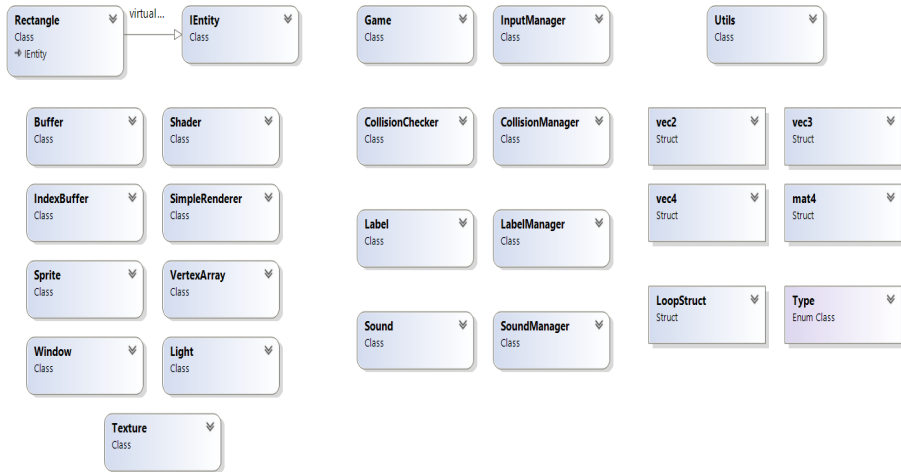 Rectangle
Class
IEntity
virtual...
IEntity
Class
Game
Class
InputManager
Class
Utils
Class
Buffer
Class
Shader
Class
CollisionChecker
Class
CollisionManager
Class
vec2
Struct
vec3
Struct
IndexBuffer
Class
SimpleRenderer
Class
vec4
Struct
mat4
Struct
Label
Class
LabelManager
Class
Sprite
Class
VertexArray
Class
LoopStruct
Struct
Type
Enum Class
Sound
Class
SoundManager
Class
Window
Class
Light
Class
Texture
Class